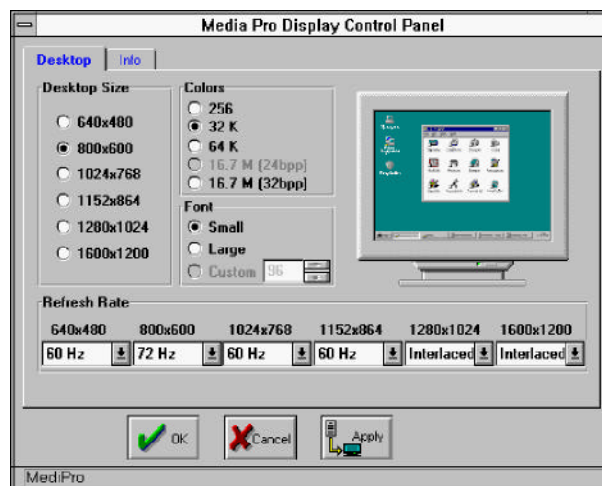 Media Pro Display Control Panel
Desktop
Info
Desktop Size
640x480
800x600
1024x768
1152x864
1280x1024
1600x1200
Colors
256
32 K
64 K
16.7 M (24bpp)
16.7 M (32bpp)
Font
Small
Large
Custom 96
Refresh Rate
640x480 800x600 1024x768 1152x864 1280x1024 1600x1200
60 Hz 72 Hz 60 Hz 60 Hz Interlaced Interlaced
OK Cancel Apply
MediPro